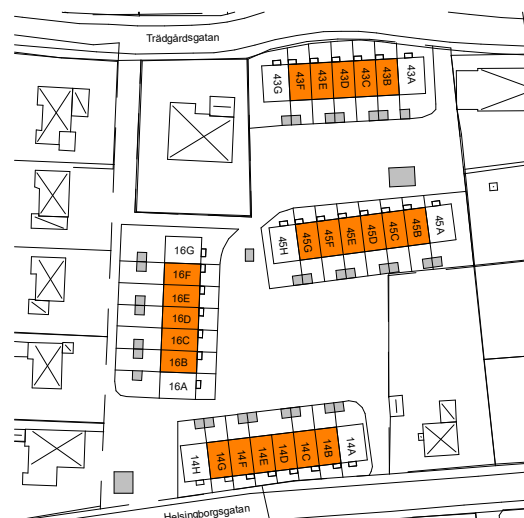 Trädgårdsgatan
43G 43F 43E 43D 43C 43B 43A
45H 45G 45F 45E 45D 45C 45B 45A
16G
16F
16E
16D
16C
16B
16A
14H 14G 14F 14E 14D 14C 14B 14A
Helsingborgsgatan